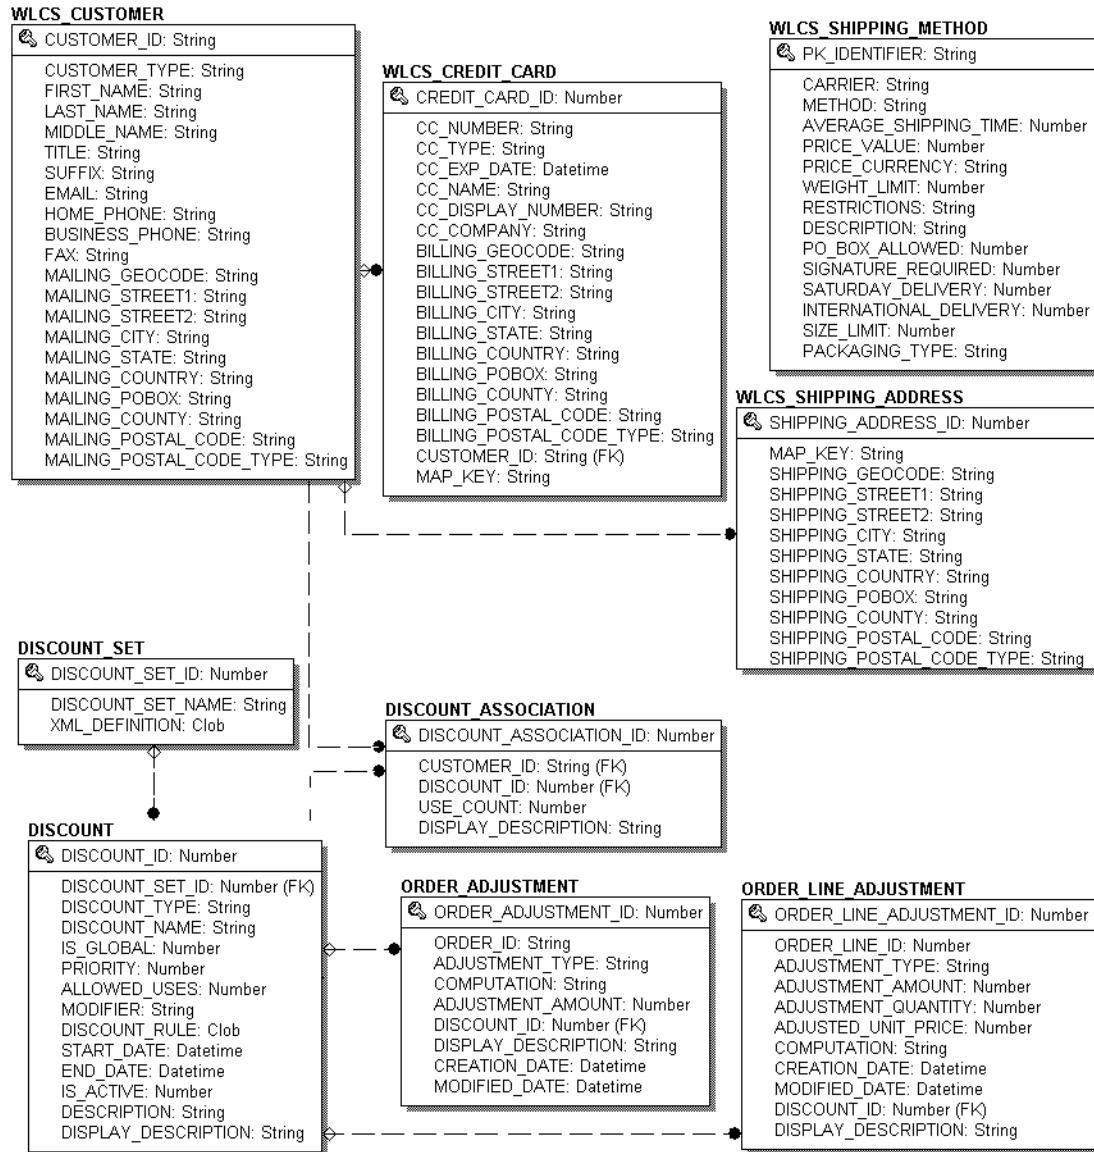 WLCS_CUSTOMER
CUSTOMER_ID: String
CUSTOMER_TYPE: String
FIRST_NAME: String
LAST_NAME: String
MIDDLE_NAME: String
TITLE: String
SUFFIX: String
EMAIL: String
HOME_PHONE: String
BUSINESS_PHONE: String
FAX: String
MAILING_GEOCODE: String
MAILING_STREET1: String
MAILING_STREET2: String
MAILING_CITY: String
MAILING_STATE: String
MAILING_COUNTRY: String
MAILING_POBOX: String
MAILING_COUNTY: String
MAILING_POSTAL_CODE: String
MAILING_POSTAL_CODE_TYPE: String
WLCS_CREDIT_CARD
CREDIT_CARD_ID: Number
CC_NUMBER: String
CC_TYPE: String
CC_EXP_DATE: Datetime
CC_NAME: String
CC_DISPLAY_NUMBER: String
CC_COMPANY: String
BILLING_GEOCODE: String
BILLING_STREET1: String
BILLING_STREET2: String
BILLING_CITY: String
BILLING_STATE: String
BILLING_COUNTRY: String
BILLING_POBOX: String
BILLING_COUNTY: String
BILLING_POSTAL_CODE: String
BILLING_POSTAL_CODE_TYPE: String
CUSTOMER_ID: String (FK)
MAP_KEY: String
WLCS_SHIPPING_METHOD
PK_IDENTIFIER: String
CARRIER: String
METHOD: String
AVERAGE_SHIPPING_TIME: Number
PRICE_VALUE: Number
PRICE_CURRENCY: String
WEIGHT_LIMIT: Number
RESTRICTIONS: String
DESCRIPTION: String
PO_BOX_ALLOWED: Number
SIGNATURE_REQUIRED: Number
SATURDAY_DELIVERY: Number
INTERNATIONAL_DELIVERY: Number
SIZE_LIMIT: Number
PACKAGING_TYPE: String
WLCS_SHIPPING_ADDRESS
SHIPPING_ADDRESS_ID: Number
MAP_KEY: String
SHIPPING_GEOCODE: String
SHIPPING_STREET1: String
SHIPPING_STREET2: String
SHIPPING_CITY: String
SHIPPING_STATE: String
SHIPPING_COUNTRY: String
SHIPPING_POBOX: String
SHIPPING_COUNTY: String
SHIPPING_POSTAL_CODE: String
SHIPPING_POSTAL_CODE_TYPE: String
DISCOUNT_SET
DISCOUNT_SET_ID: Number
DISCOUNT_SET_NAME: String
XML_DEFINITION: Clob
DISCOUNT_ASSOCIATION
DISCOUNT_ASSOCIATION_ID: Number
CUSTOMER_ID: String (FK)
DISCOUNT_ID: Number (FK)
USE_COUNT: Number
DISPLAY_DESCRIPTION: String
DISCOUNT
DISCOUNT_ID: Number
DISCOUNT_SET_ID: Number (FK)
DISCOUNT_TYPE: String
DISCOUNT_NAME: String
IS_GLOBAL: Number
PRIORITY: Number
ALLOWED_USES: Number
MODIFIER: String
DISCOUNT_RULE: Clob
START_DATE: Datetime
END_DATE: Datetime
IS_ACTIVE: Number
DESCRIPTION: String
DISPLAY_DESCRIPTION: String
ORDER_ADJUSTMENT
ORDER_ADJUSTMENT_ID: Number
ORDER_ID: String
ADJUSTMENT_TYPE: String
COMPUTATION: String
ADJUSTMENT_AMOUNT: Number
DISCOUNT_ID: Number (FK)
DISPLAY_DESCRIPTION: String
CREATION_DATE: Datetime
MODIFIED_DATE: Datetime
ORDER_LINE_ADJUSTMENT
ORDER_LINE_ADJUSTMENT_ID: Number
ORDER_LINE_ID: Number
ADJUSTMENT_TYPE: String
ADJUSTMENT_AMOUNT: Number
ADJUSTMENT_QUANTITY: Number
ADJUSTED_UNIT_PRICE: Number
COMPUTATION: String
CREATION_DATE: Datetime
MODIFIED_DATE: Datetime
DISCOUNT_ID: Number (FK)
DISPLAY_DESCRIPTION: String